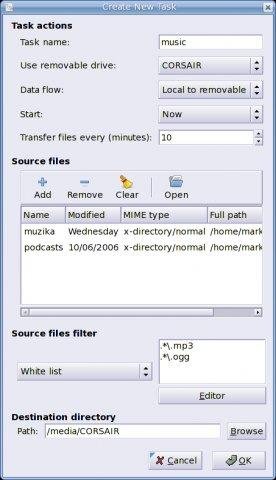 Create New Task
Task actions
Task name: music
Use removable drive: CORSAIR
Data flow: Local to removable
Start: Now
Transfer files every (minutes): 10
Source files
Add Remove Clear Open
Name Modified MIME type Full path
muzika Wednesday x-directory/normal /home/mark
podcasts 10/06/2006 x-directory/normal /home/mark
Source files filter
White list
.*\.mp3
.*\.ogg
Editor
Destination directory
Path: /media/CORSAIR Browse
Cancel OK